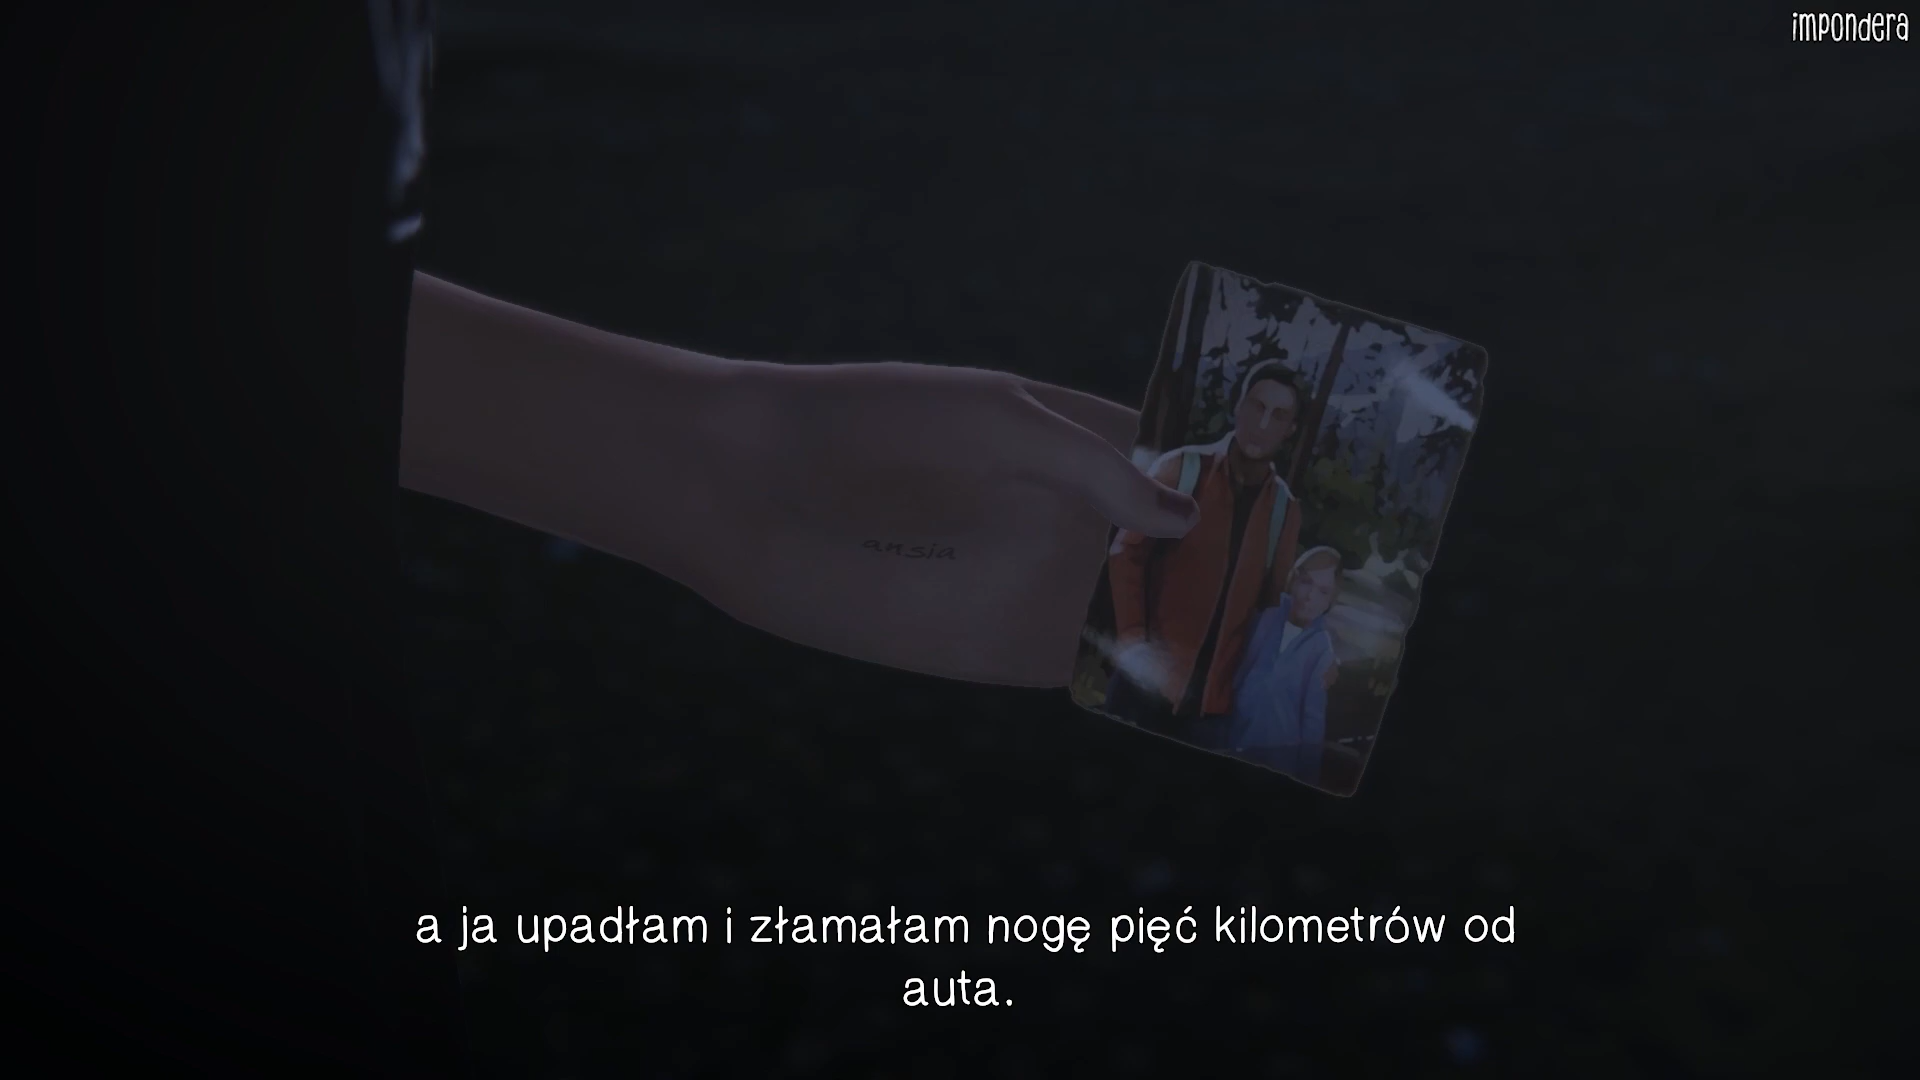 impondera
ansia
a ja upadłam i złamałam nogę pięć kilometrów od
auta.